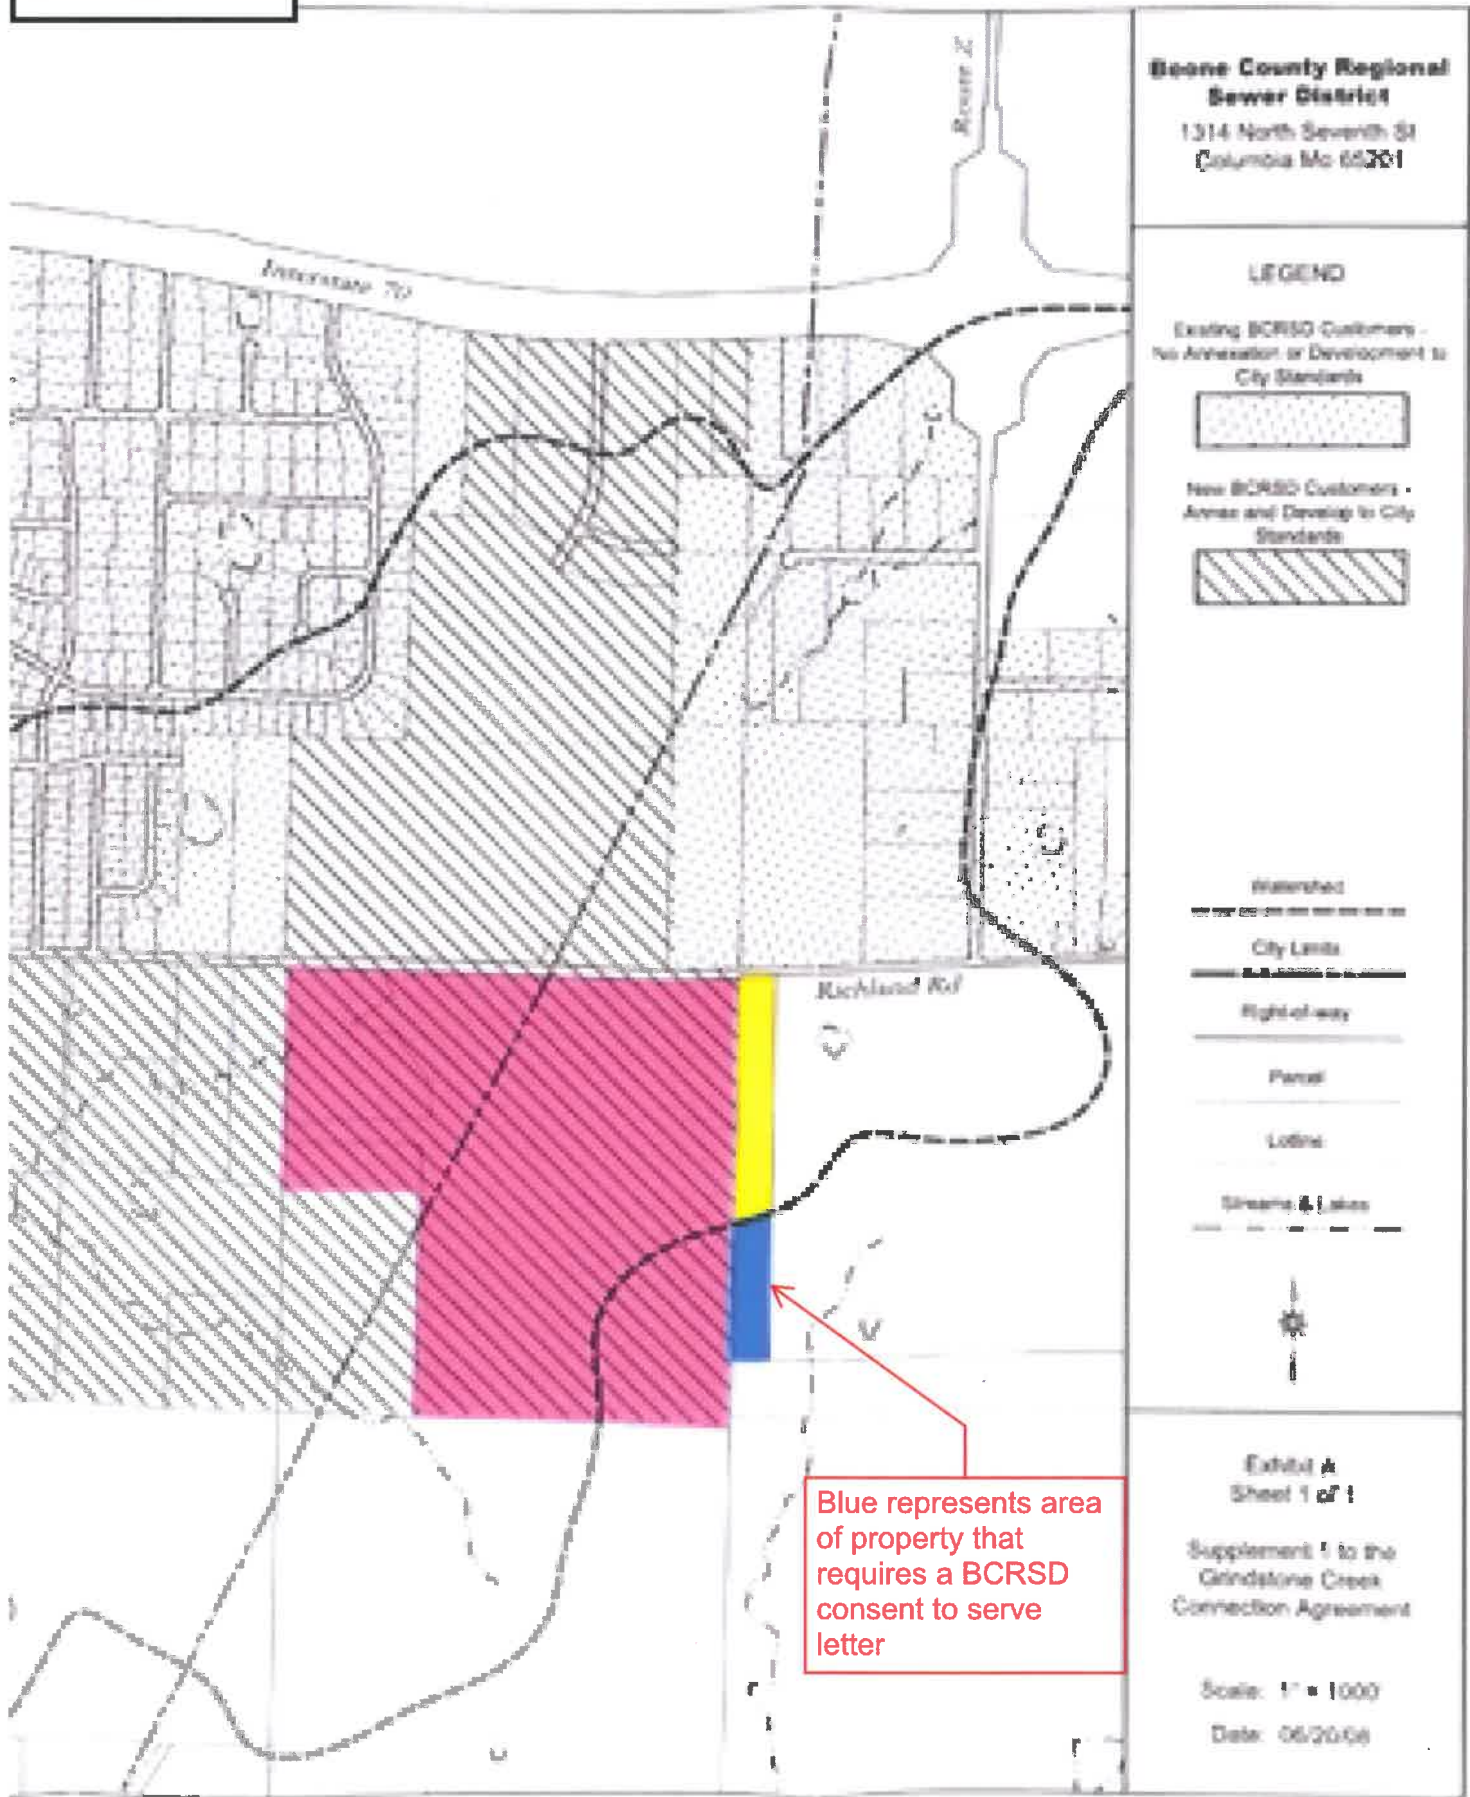 Route Z
Interstate 70
Richland Rd
Blue represents area
of property that
requires a BCRSD
consent to serve
letter
Boone County Regional
Sewer District
1314 North Seventh St
Columbia Mo 65201
LEGEND
Existing BCRSD Customers -
No Annexation or Development to
City Standards
New BCRSD Customers -
Annex and Develop to City
Standards
Watershed
City Limits
Right-of-way
Parcel
Lotline
Streams & Lakes
Exhibit A
Sheet 1 of 1
Supplement 1 to the
Grindstone Creek
Connection Agreement
Scale: 1" = 1000
Date: 06/20/08